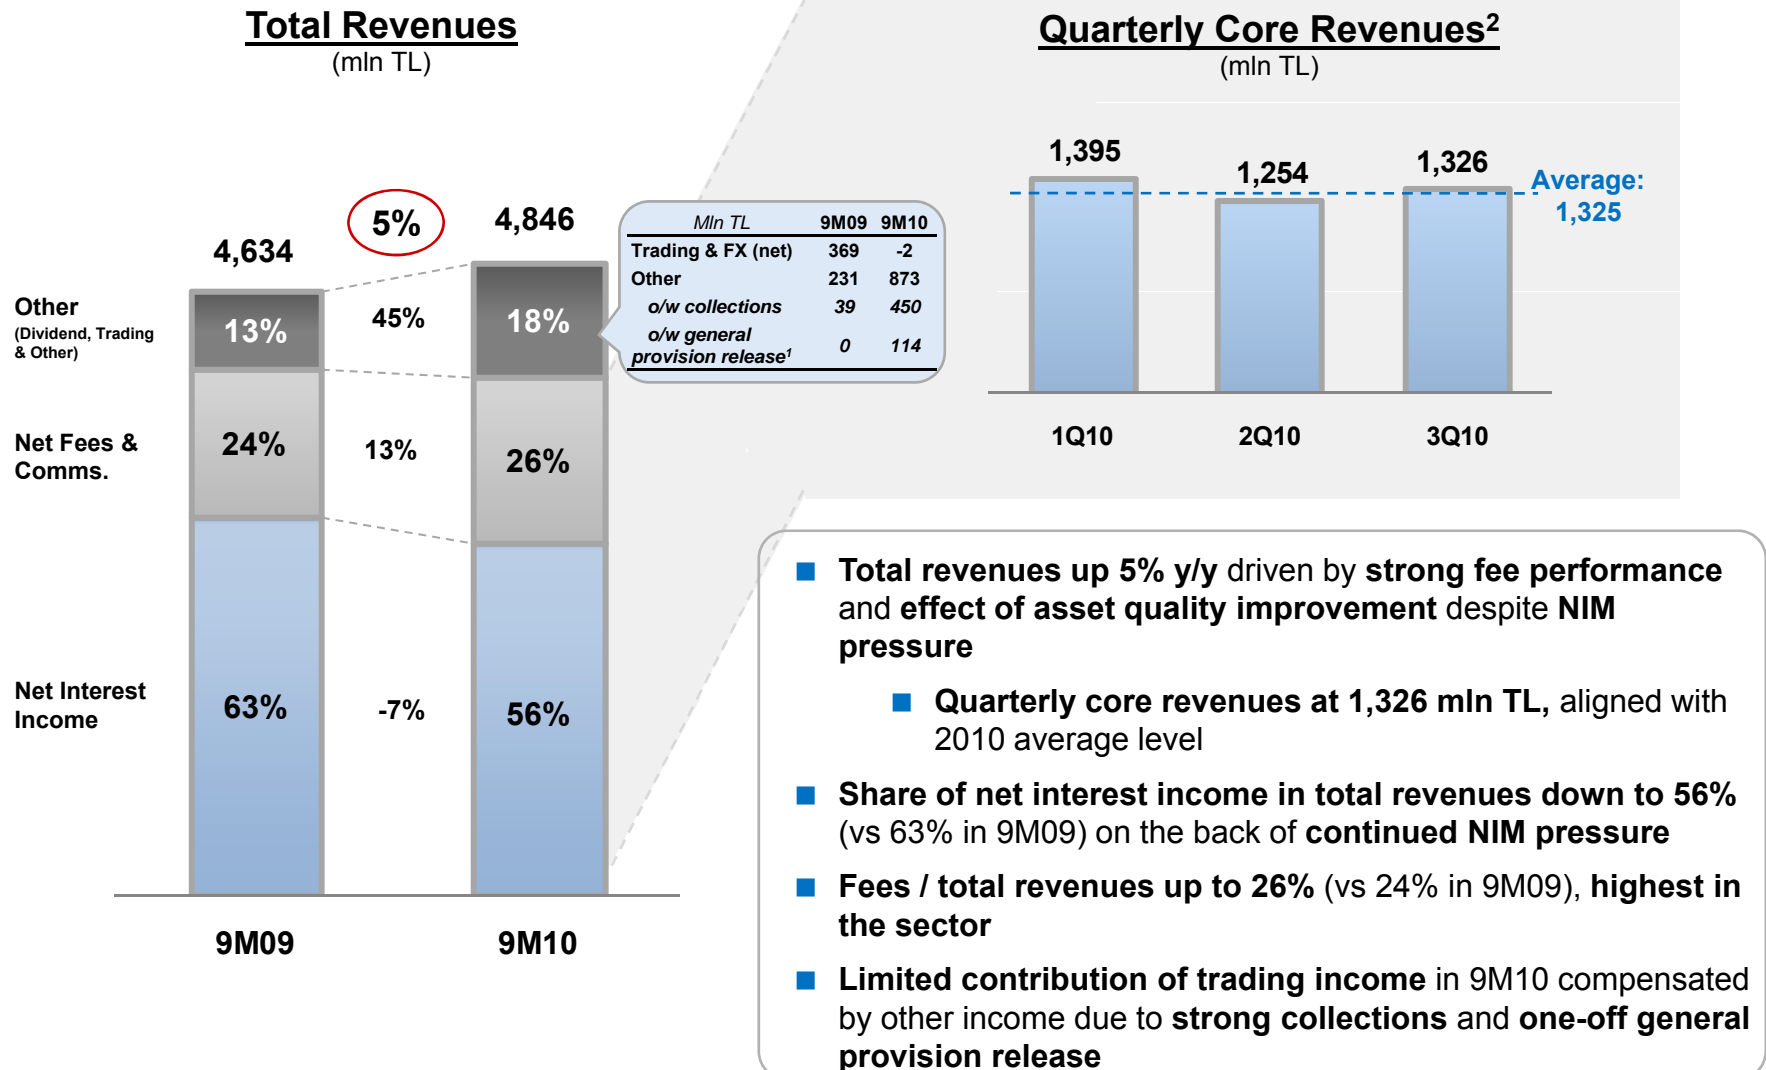 Total Revenues
(mln TL)
4,634
5%
4,846
Other
(Dividend, Trading
& Other)
13%
45%
18%
Net Fees &
Comms.
24%
13%
26%
Net Interest
Income
63%
-7%
56%
9M09
9M10
Mln TL 9M09 9M10
Trading & FX (net) 369 -2
Other 231 873
o/w collections 39 450
o/w general
provision release¹ 0 114
Quarterly Core Revenues²
(mln TL)
1,395
1,254
1,326
Average:
1,325
1Q10
2Q10
3Q10
■ Total revenues up 5% y/y driven by strong fee performance
and effect of asset quality improvement despite NIM
pressure
■ Quarterly core revenues at 1,326 mln TL, aligned with
2010 average level
■ Share of net interest income in total revenues down to 56%
(vs 63% in 9M09) on the back of continued NIM pressure
■ Fees / total revenues up to 26% (vs 24% in 9M09), highest in
the sector
■ Limited contribution of trading income in 9M10 compensated
by other income due to strong collections and one-off general
provision release